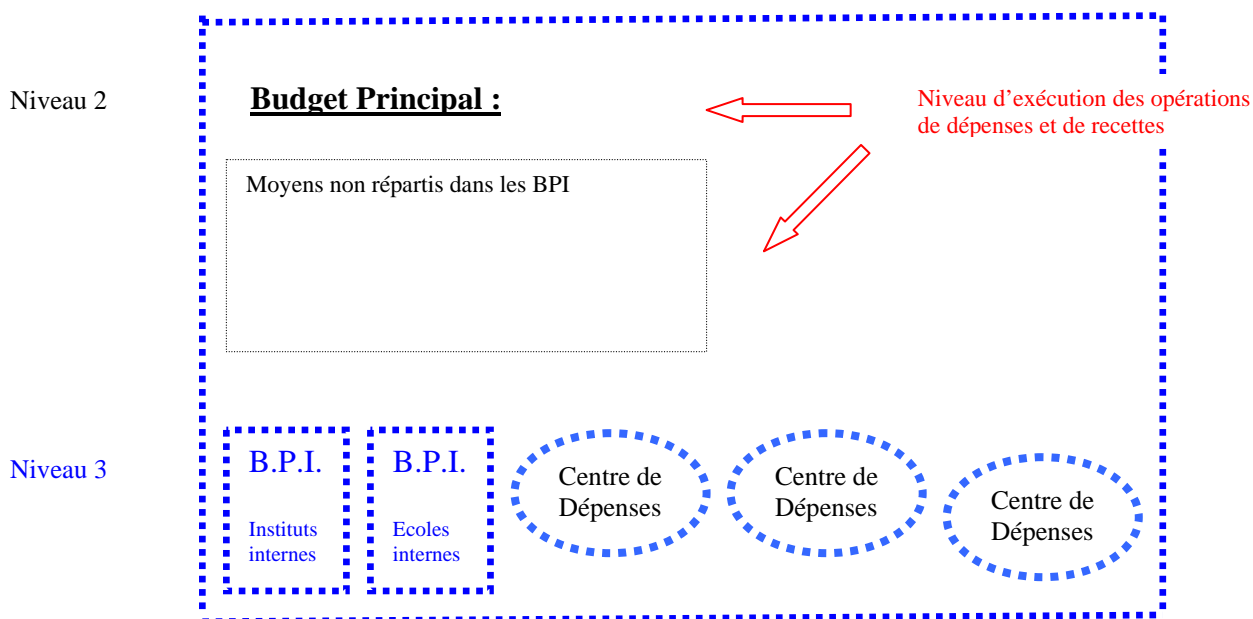 Niveau 2
Budget Principal :
Niveau d'exécution des opérations
de dépenses et de recettes
Moyens non répartis dans les BPI
Niveau 3
B.P.I.
Instituts
internes
B.P.I.
Ecoles
internes
Centre de
Dépenses
Centre de
Dépenses
Centre de
Dépenses